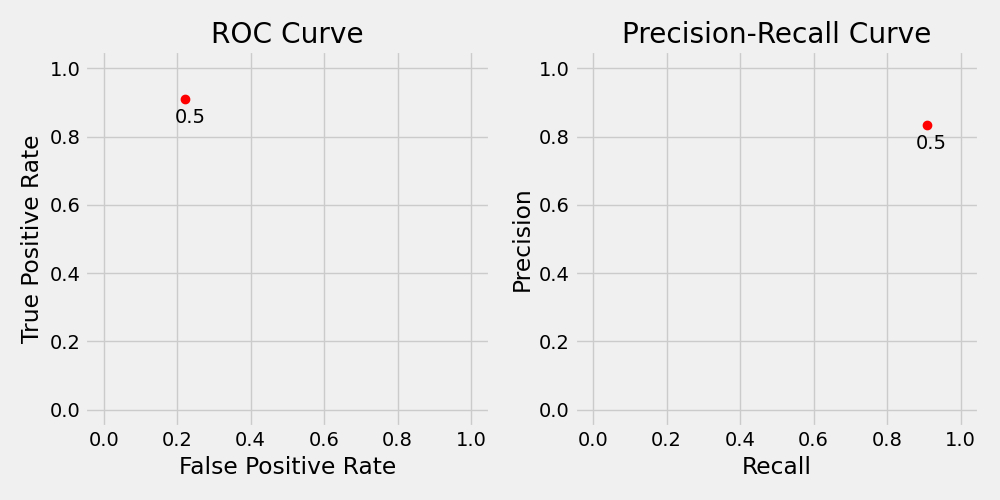 ROC Curve
1.0
0.8
0.6
0.4
0.2
0.0
True Positive Rate
0.5
0.0 0.2 0.4 0.6 0.8 1.0
False Positive Rate
Precision-Recall Curve
1.0
0.8
0.6
0.4
0.2
0.0
Precision
0.5
0.0 0.2 0.4 0.6 0.8 1.0
Recall